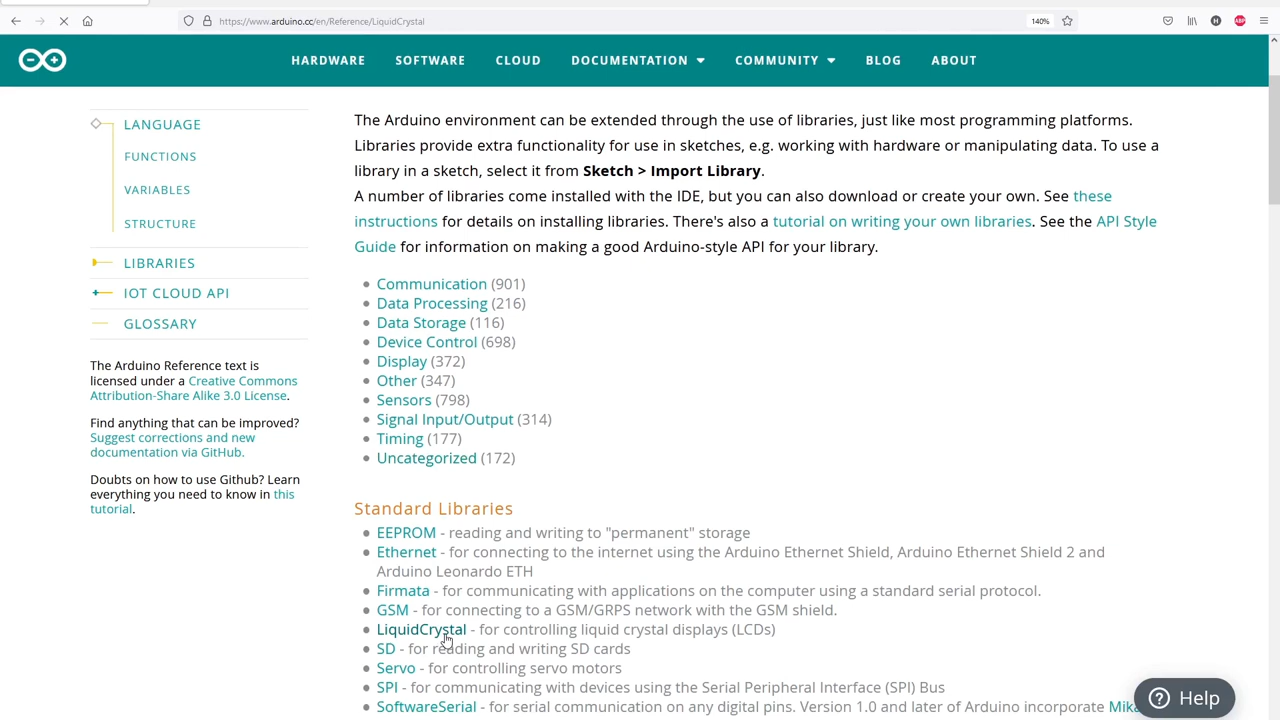 https://www.arduino.cc/en/Reference/LiquidCrystal
140%
HARDWARE SOFTWARE CLOUD DOCUMENTATION COMMUNITY BLOG ABOUT
LANGUAGE
FUNCTIONS
VARIABLES
STRUCTURE
LIBRARIES
IOT CLOUD API
GLOSSARY
The Arduino Reference text is
licensed under a Creative Commons
Attribution-Share Alike 3.0 License.
Find anything that can be improved?
Suggest corrections and new
documentation via GitHub.
Doubts on how to use Github? Learn
everything you need to know in this
tutorial.
The Arduino environment can be extended through the use of libraries, just like most programming platforms.
Libraries provide extra functionality for use in sketches, e.g. working with hardware or manipulating data. To use a
library in a sketch, select it from Sketch > Import Library.
A number of libraries come installed with the IDE, but you can also download or create your own. See these
instructions for details on installing libraries. There's also a tutorial on writing your own libraries. See the API Style
Guide for information on making a good Arduino-style API for your library.
Communication (901)
Data Processing (216)
Data Storage (116)
Device Control (698)
Display (372)
Other (347)
Sensors (798)
Signal Input/Output (314)
Timing (177)
Uncategorized (172)
Standard Libraries
EEPROM - reading and writing to "permanent" storage
Ethernet - for connecting to the internet using the Arduino Ethernet Shield, Arduino Ethernet Shield 2 and
Arduino Leonardo ETH
Firmata - for communicating with applications on the computer using a standard serial protocol.
GSM - for connecting to a GSM/GRPS network with the GSM shield.
LiquidCrystal - for controlling liquid crystal displays (LCDs)
SD - for reading and writing SD cards
Servo - for controlling servo motors
SPI - for communicating with devices using the Serial Peripheral Interface (SPI) Bus
SoftwareSerial - for serial communication on any digital pins. Version 1.0 and later of Arduino incorporate
Help